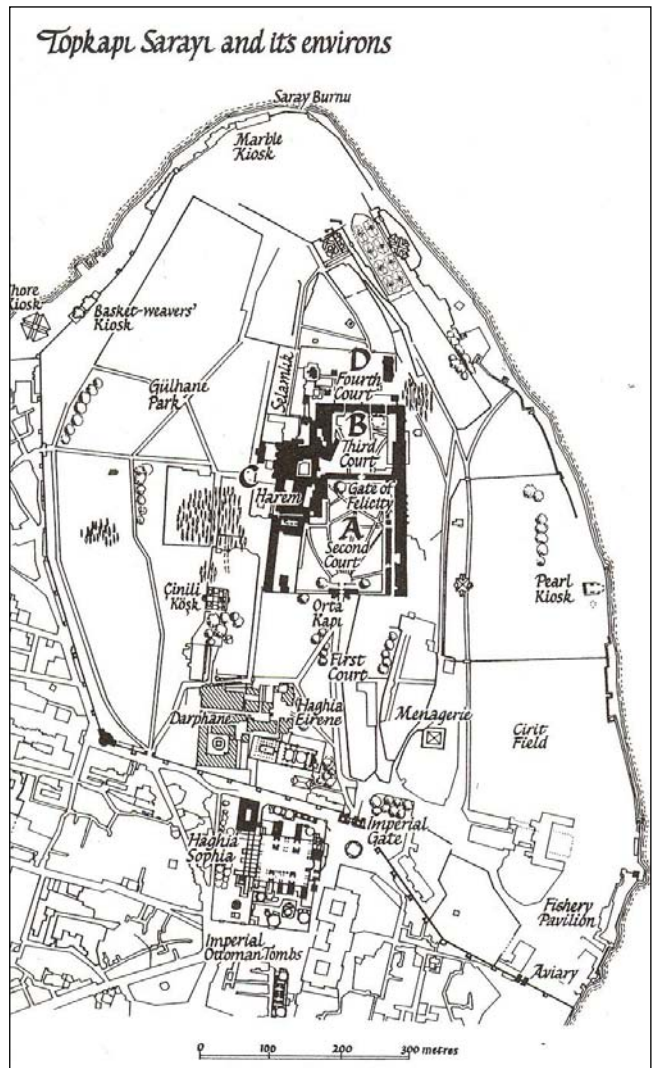 Topkapı Sarayı and its environs
Saray Burnu
Marble
Kiosk
hore
Kiosk
Basket-weavers'
Kiosk
Gülhane
Park
Selamlık
D
Fourth
Court
B
Third
Court
C
Harem
Gate of
Felicity
A
Second
Court
Çinili
Köşk
Orta
Kapı
Pearl
Kiosk
First
Court
Darphane
Haghia
Eirene
Menagerie
Cirit
Field
Haghia
Sophia
Imperial
Gate
Fishery
Pavilion
Imperial
Ottoman Tombs
Aviary
0 100 200 300 metres